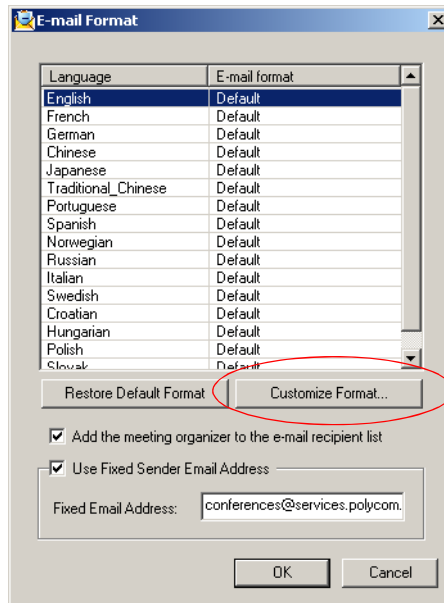 E-mail Format
Language E-mail format
English Default
French Default
German Default
Chinese Default
Japanese Default
Traditional_Chinese Default
Portuguese Default
Spanish Default
Norwegian Default
Russian Default
Italian Default
Swedish Default
Croatian Default
Hungarian Default
Polish Default
Slovak Default
Restore Default Format Customize Format...
Add the meeting organizer to the e-mail recipient list
Use Fixed Sender Email Address
Fixed Email Address: conferences@services.polycom.
OK Cancel